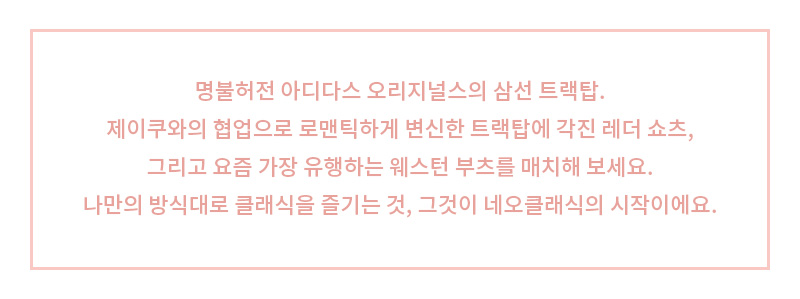 명불허전 아디다스 오리지널스의 삼선 트랙탑.
제이쿠와의 협업으로 로맨틱하게 변신한 트랙탑에 각진 레더 쇼츠,
그리고 요즘 가장 유행하는 웨스턴 부츠를 매치해 보세요.
나만의 방식대로 클래식을 즐기는 것, 그것이 네오클래식의 시작이에요.